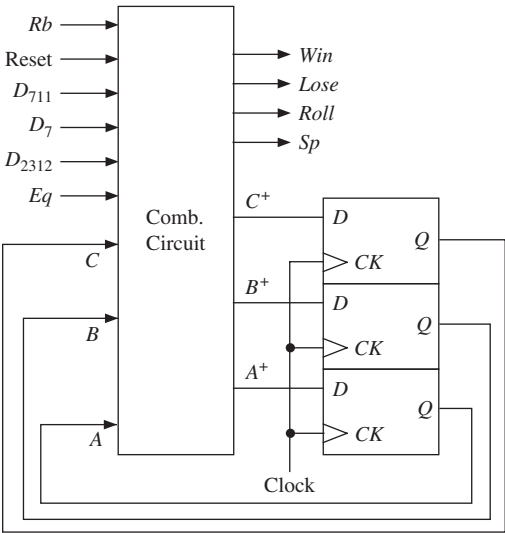 Rb
Reset
D₇₁₁
D₇
D₂₃₁₂
Eq
C
B
A
Comb.
Circuit
Win
Lose
Roll
Sp
C⁺
B⁺
A⁺
D
Q
CK
D
Q
CK
D
Q
CK
Clock